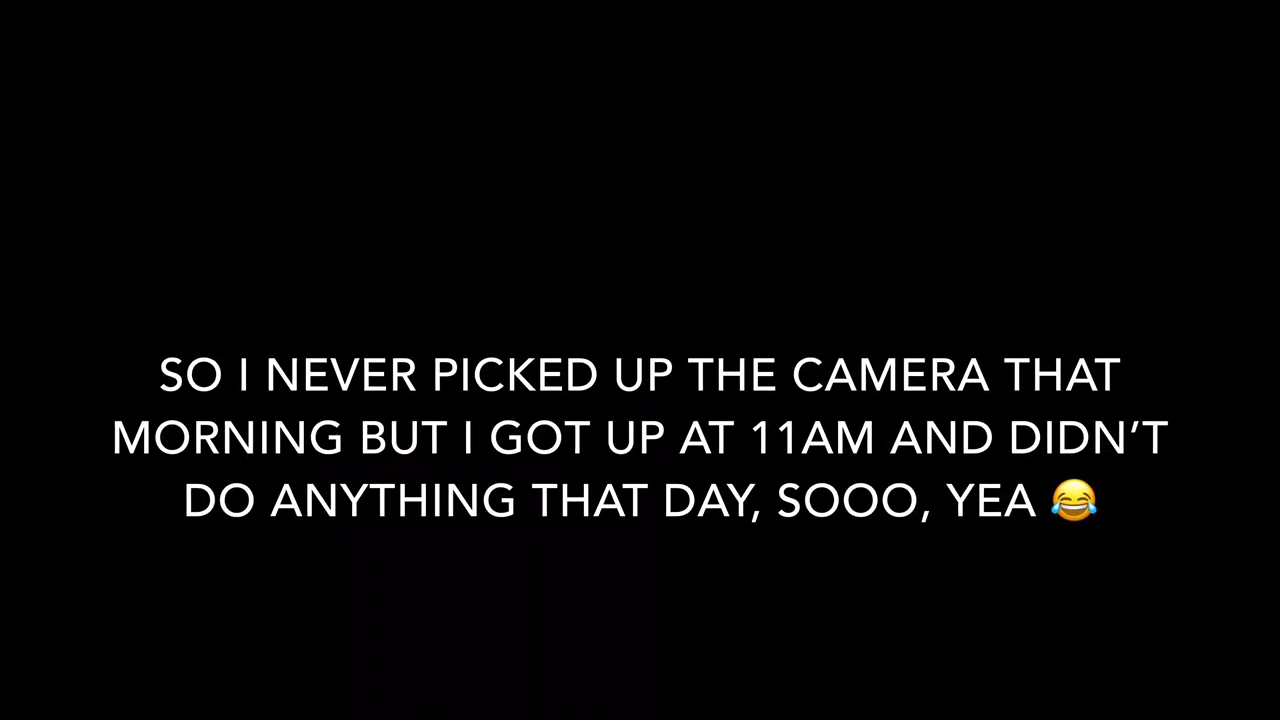 SO I NEVER PICKED UP THE CAMERA THAT
MORNING BUT I GOT UP AT 11AM AND DIDN’T
DO ANYTHING THAT DAY, SOOO, YEA 😂